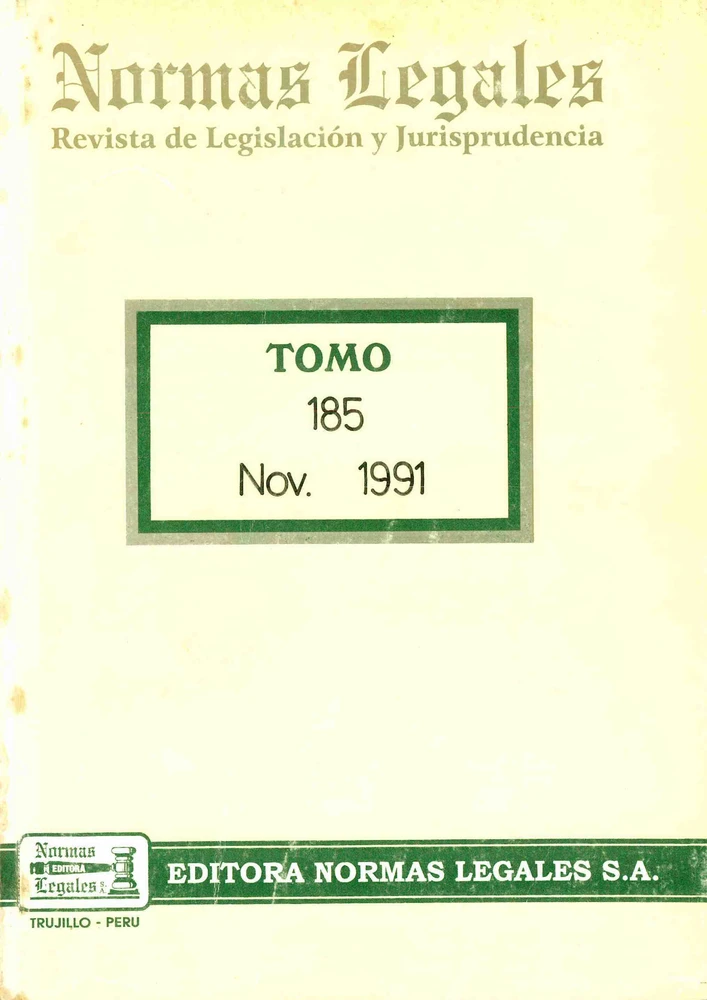 Normas Legales
Revista de Legislación y Jurisprudencia
TOMO
185
Nov. 1991
Normas
EDITORA
Legales S.A.
EDITORA NORMAS LEGALES S.A.
TRUJILLO - PERU